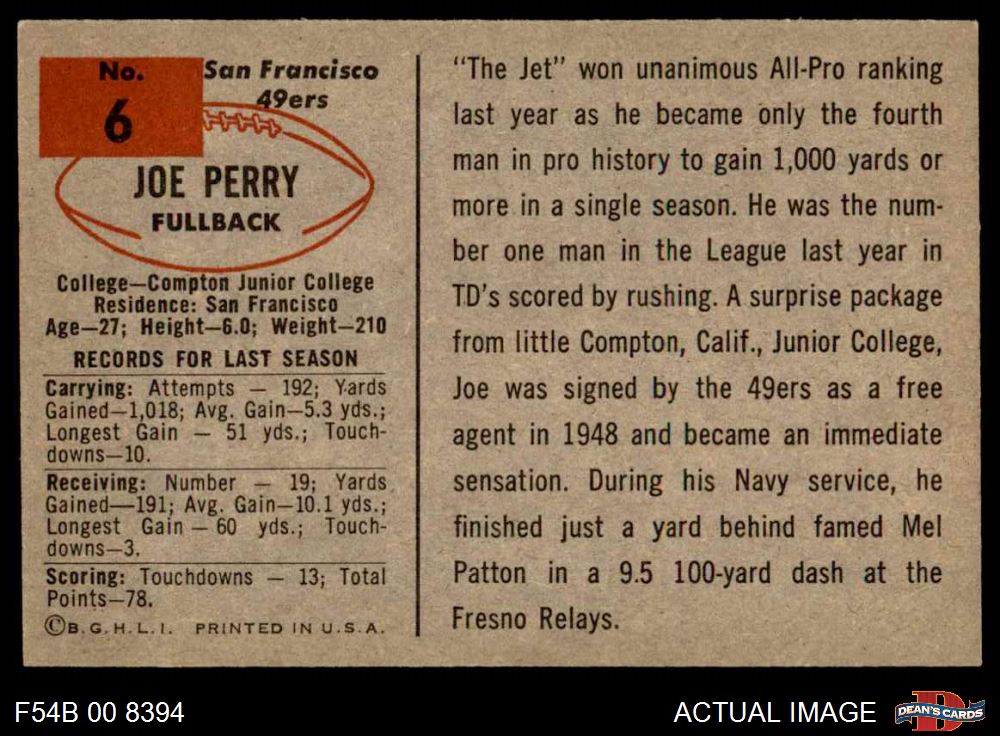 No.
6
San Francisco
49ers
JOE PERRY
FULLBACK
College—Compton Junior College
Residence: San Francisco
Age—27; Height—6.0; Weight—210
RECORDS FOR LAST SEASON
Carrying: Attempts — 192; Yards
Gained—1,018; Avg. Gain—5.3 yds.;
Longest Gain — 51 yds.; Touch-
downs—10.
Receiving: Number — 19; Yards
Gained—191; Avg. Gain—10.1 yds.;
Longest Gain — 60 yds.; Touch-
downs—3.
Scoring: Touchdowns — 13; Total
Points—78.
©B.G.H.L.I. PRINTED IN U.S.A.
"The Jet" won unanimous All-Pro ranking
last year as he became only the fourth
man in pro history to gain 1,000 yards or
more in a single season. He was the num-
ber one man in the League last year in
TD's scored by rushing. A surprise package
from little Compton, Calif., Junior College,
Joe was signed by the 49ers as a free
agent in 1948 and became an immediate
sensation. During his Navy service, he
finished just a yard behind famed Mel
Patton in a 9.5 100-yard dash at the
Fresno Relays.
F54B 00 8394
ACTUAL IMAGE
DEAN'S CARDS